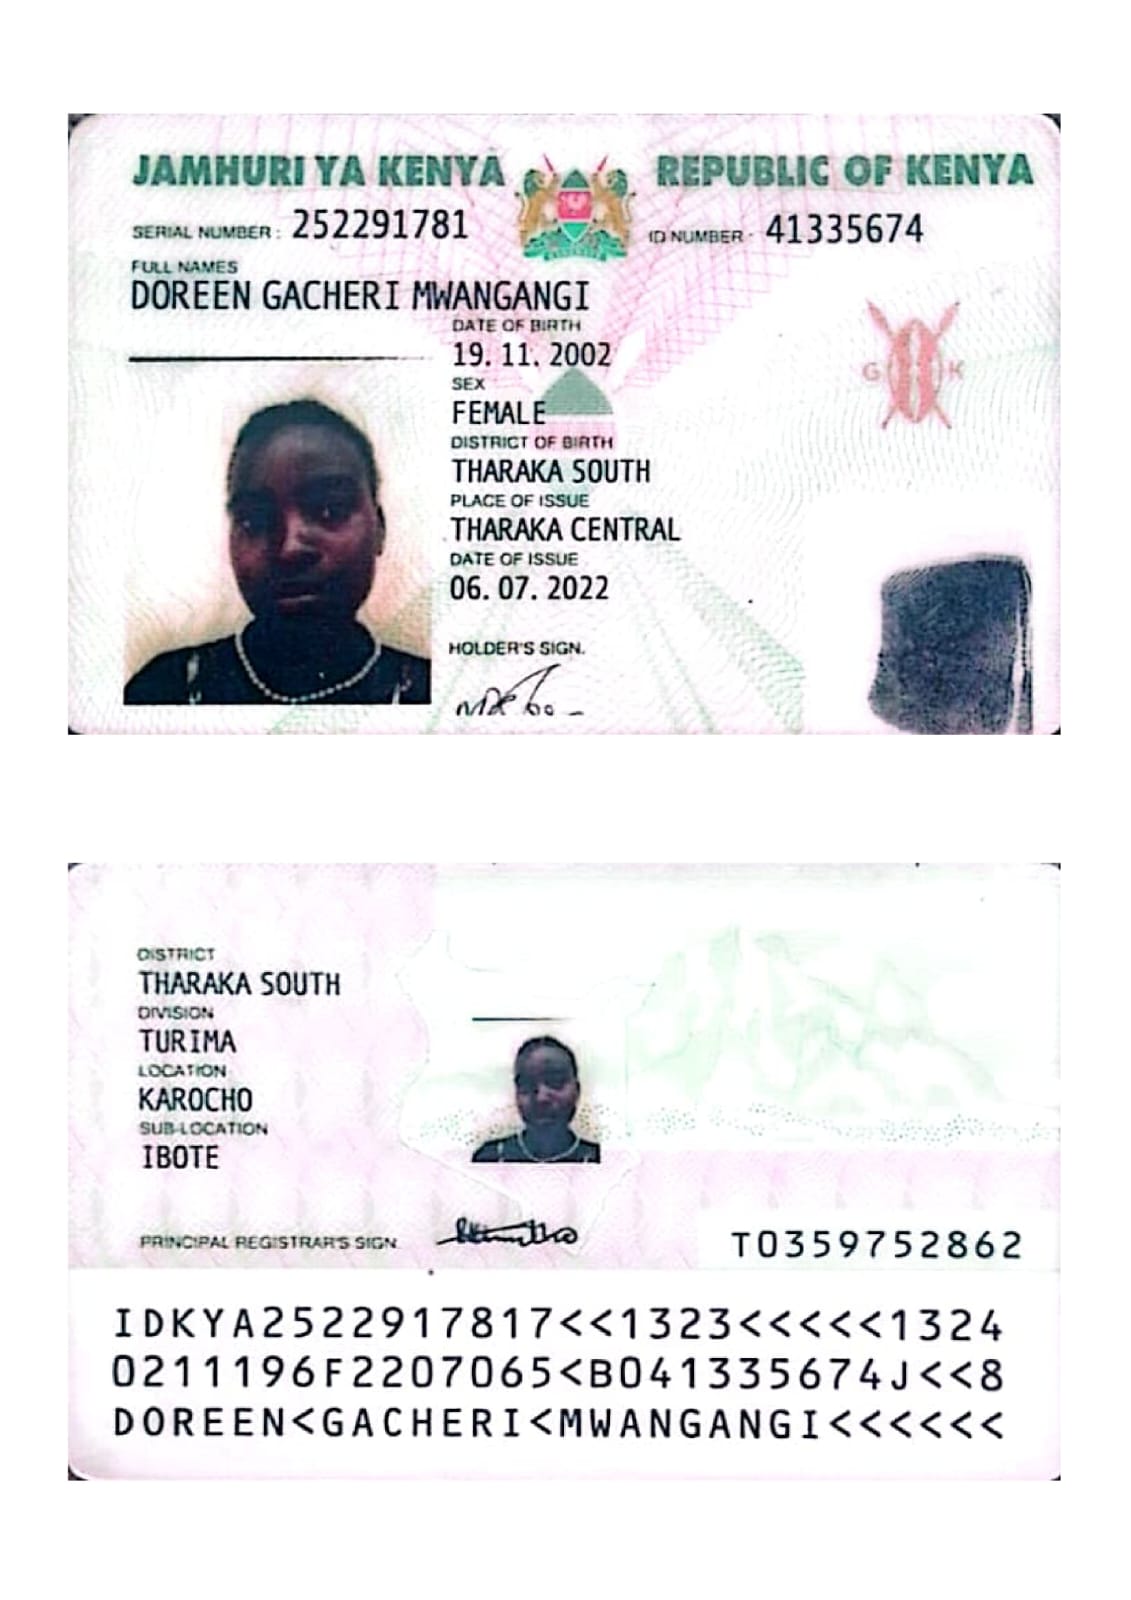 JAMHURI YA KENYA REPUBLIC OF KENYA
SERIAL NUMBER: 252291781 ID NUMBER: 41335674
FULL NAMES
DOREEN GACHERI MWANGANGI
DATE OF BIRTH
19. 11. 2002
SEX
FEMALE
G K
DISTRICT OF BIRTH
THARAKA SOUTH
PLACE OF ISSUE
THARAKA CENTRAL
DATE OF ISSUE
06. 07. 2022
HOLDER'S SIGN.
DISTRICT
THARAKA SOUTH
DIVISION
TURIMA
LOCATION
KAROCHO
SUB-LOCATION
IBOTE
PRINCIPAL REGISTRAR'S SIGN.
T0359752862
IDKYA2522917817<<1323<<<<<1324
0211196F2207065<B041335674J<<8
DOREEN<GACHERI<MWANGANGI<<<<<<